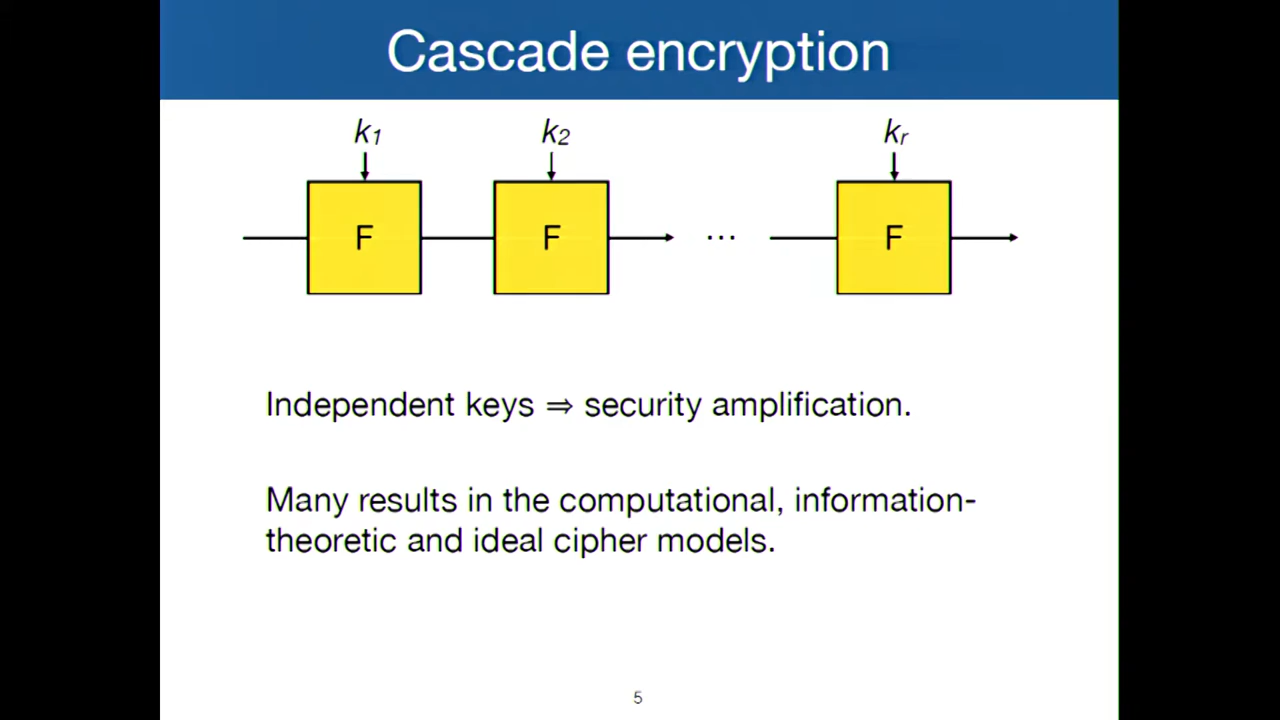 Cascade encryption
k₁ k₂ kᵣ
F F ... F
Independent keys ⇒ security amplification.
Many results in the computational, information-
theoretic and ideal cipher models.
5